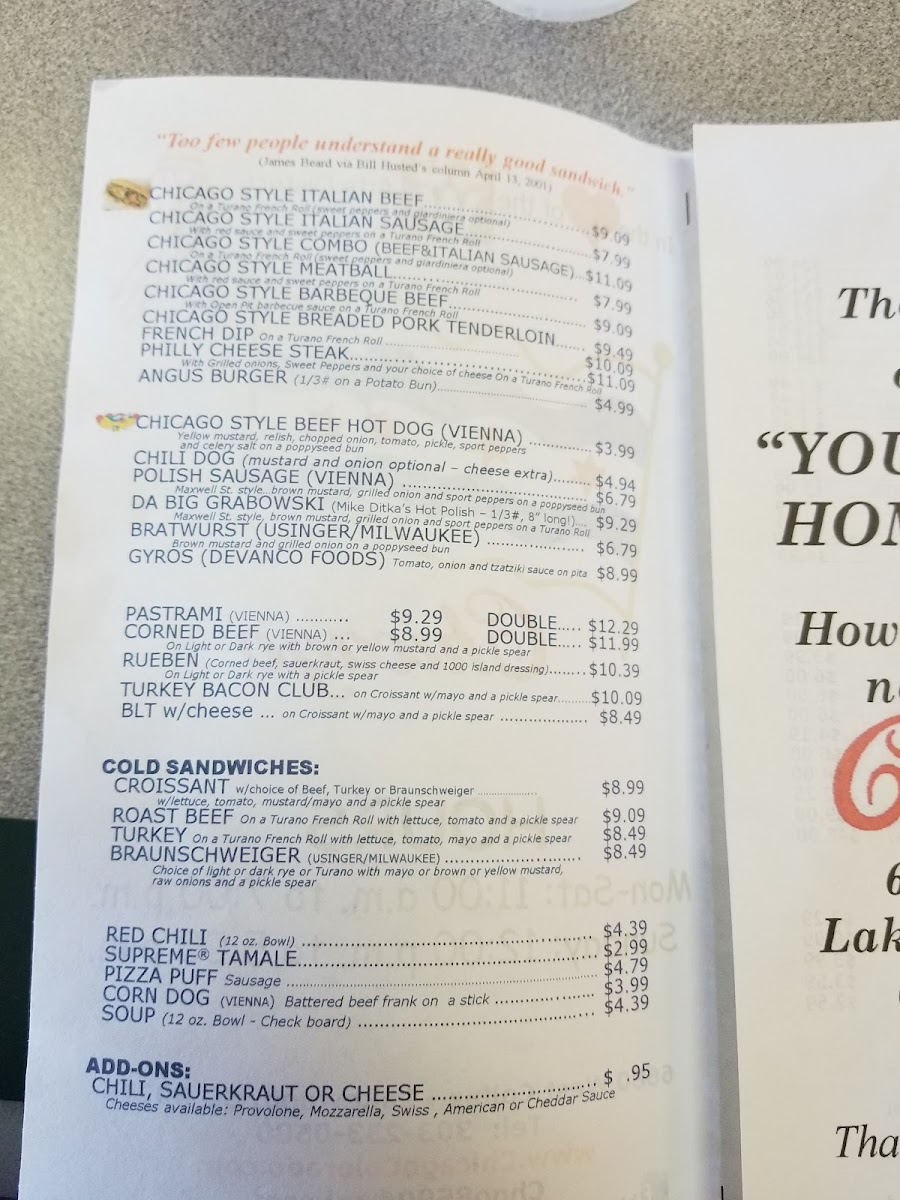 "Too few people understand a really good sandwich."
(James Beard via Bill Husted's column April 13, 2001)
CHICAGO STYLE ITALIAN BEEF $9.09
On a Turano French Roll (sweet peppers and giardiniera optional)
CHICAGO STYLE ITALIAN SAUSAGE $7.99
With red sauce and sweet peppers on a Turano French Roll
CHICAGO STYLE COMBO (BEEF&ITALIAN SAUSAGE)..$11.09
On a Turano French Roll (sweet peppers and giardiniera optional)
CHICAGO STYLE MEATBALL $7.99
With red sauce and sweet peppers on a Turano French Roll
CHICAGO STYLE BARBEQUE BEEF $9.09
With Open Pit barbecue sauce on a Turano French Roll
CHICAGO STYLE BREADED PORK TENDERLOIN...... $9.49
FRENCH DIP On a Turano French Roll $10.09
PHILLY CHEESE STEAK $11.09
With Grilled onions, Sweet Peppers and your choice of cheese On a Turano French Roll
ANGUS BURGER (1/3# on a Potato Bun) $4.99
CHICAGO STYLE BEEF HOT DOG (VIENNA) $3.99
Yellow mustard, relish, chopped onion, tomato, pickle, sport peppers
and celery salt on a poppyseed bun
CHILI DOG (mustard and onion optional – cheese extra) $4.94
POLISH SAUSAGE (VIENNA) $6.79
Maxwell St. style...brown mustard, grilled onion and sport peppers on a poppyseed bun
DA BIG GRABOWSKI (Mike Ditka's Hot Polish – 1/3#, 8" long!).... $9.29
Maxwell St. style, brown mustard, grilled onion and sport peppers on a Turano Roll
BRATWURST (USINGER/MILWAUKEE) $6.79
Brown mustard and grilled onion on a poppyseed bun
GYROS (DEVANCO FOODS) Tomato, onion and tzatziki sauce on pita $8.99
PASTRAMI (VIENNA) ........... $9.29 DOUBLE..... $12.29
CORNED BEEF (VIENNA) ... $8.99 DOUBLE..... $11.99
On Light or Dark rye with brown or yellow mustard and a pickle spear
RUEBEN (Corned beef, sauerkraut, swiss cheese and 1000 island dressing)........$10.39
On Light or Dark rye with a pickle spear
TURKEY BACON CLUB... on Croissant w/mayo and a pickle spear..........$10.09
BLT w/cheese ... on Croissant w/mayo and a pickle spear $8.49
COLD SANDWICHES:
CROISSANT w/choice of Beef, Turkey or Braunschweiger $8.99
w/lettuce, tomato, mustard/mayo and a pickle spear
ROAST BEEF On a Turano French Roll with lettuce, tomato and a pickle spear $9.09
TURKEY On a Turano French Roll with lettuce, tomato, mayo and a pickle spear $8.49
BRAUNSCHWEIGER (USINGER/MILWAUKEE) $8.49
Choice of light or dark rye or Turano with mayo or brown or yellow mustard,
raw onions and a pickle spear
RED CHILI (12 oz. Bowl) $4.39
SUPREME® TAMALE $2.99
PIZZA PUFF Sausage $4.79
CORN DOG (VIENNA) Battered beef frank on a stick $3.99
SOUP (12 oz. Bowl - Check board) $4.39
ADD-ONS:
CHILI, SAUERKRAUT OR CHEESE $ .95
Cheeses available: Provolone, Mozzarella, Swiss , American or Cheddar Sauce
"YOU
HOM
How
Lak
Tha